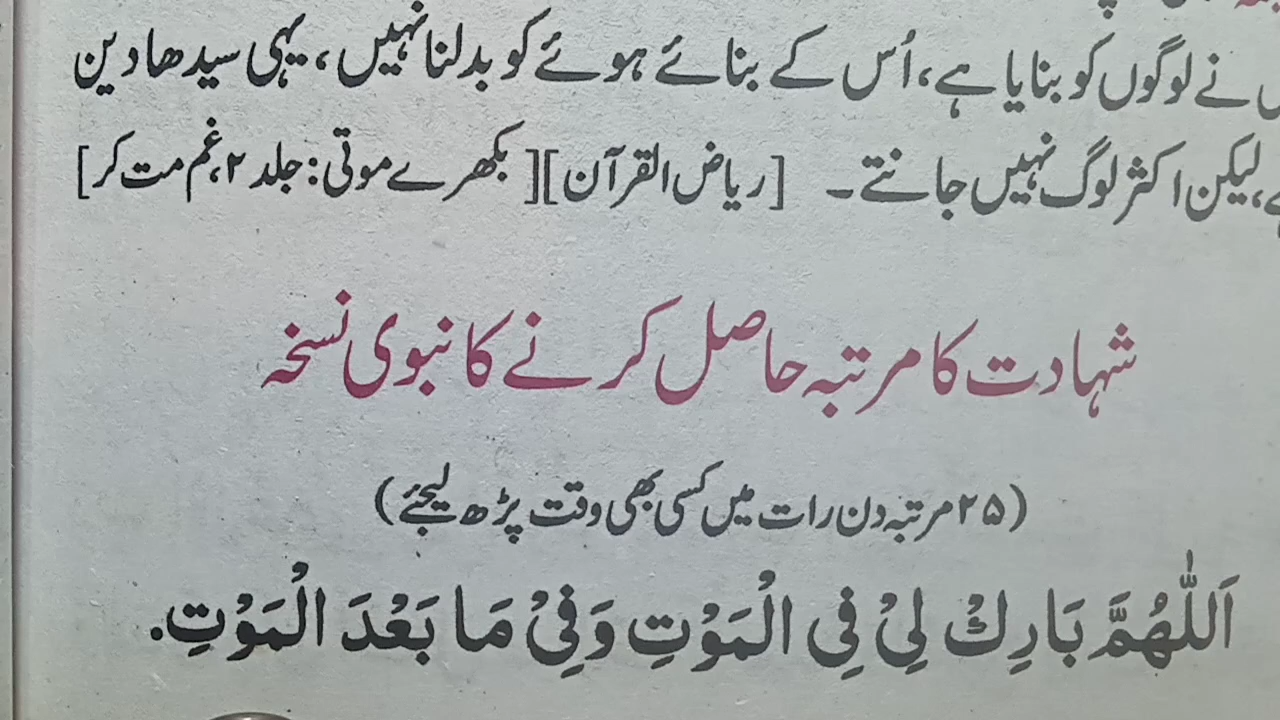 نے لوگوں کو بنایا ہے، اُس کے بنائے ہوئے کو بدلنا نہیں، یہی سیدھا دین
لیکن اکثر لوگ نہیں جانتے۔ [ریاض القرآن][بکھرے موتی: جلد ۲، غم مت کر]
شہادت کا مرتبہ حاصل کرنے کا نبوی نسخہ
(۲۵ مرتبہ دن رات میں کسی بھی وقت پڑھ لیجئے)
اَللّٰهُمَّ بَارِكْ لِيْ فِي الْمَوْتِ وَفِيْ مَا بَعْدَ الْمَوْتِ.